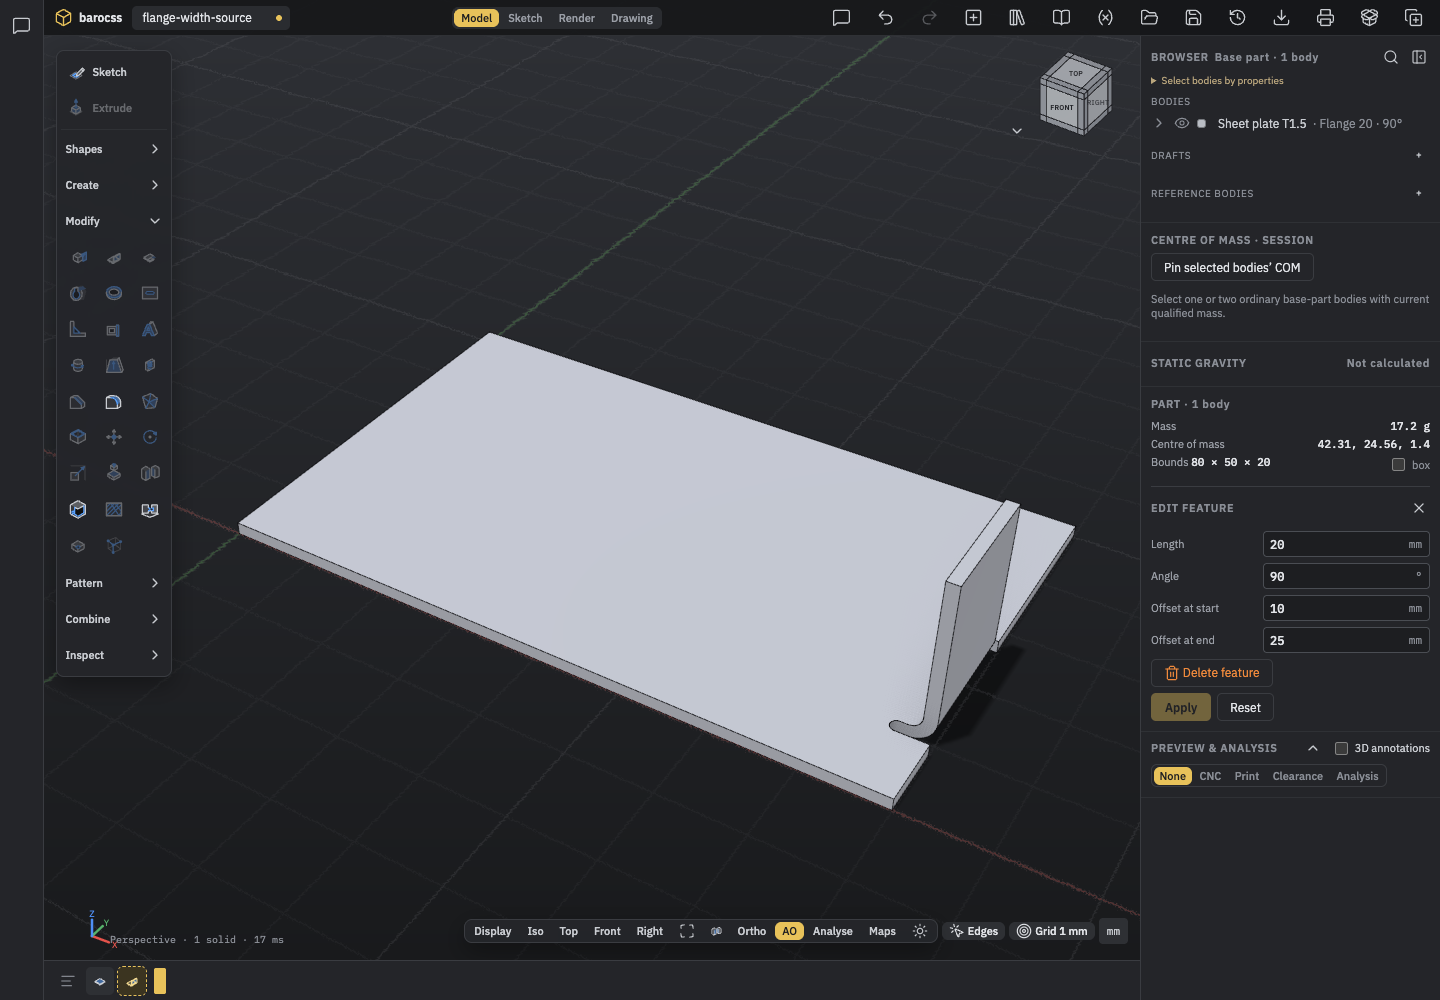 barocss
flange-width-source
Model Sketch Render Drawing
Sketch
Extrude
Shapes
Create
Modify
Pattern
Combine
Inspect
TOP
FRONT
RIGHT
BROWSER Base part · 1 body
Select bodies by properties
BODIES
Sheet plate T1.5 · Flange 20 · 90°
DRAFTS +
REFERENCE BODIES +
CENTRE OF MASS · SESSION
Pin selected bodies’ COM
Select one or two ordinary base-part bodies with current
qualified mass.
STATIC GRAVITY Not calculated
PART · 1 body
Mass 17.2 g
Centre of mass 42.31, 24.56, 1.4
Bounds 80 × 50 × 20 box
EDIT FEATURE
Length 20 mm
Angle 90 °
Offset at start 10 mm
Offset at end 25 mm
Delete feature
Apply Reset
PREVIEW & ANALYSIS 3D annotations
None CNC Print Clearance Analysis
Z
Y
X
Perspective · 1 solid · 17 ms
Display Iso Top Front Right Ortho AO Analyse Maps Edges Grid 1 mm mm